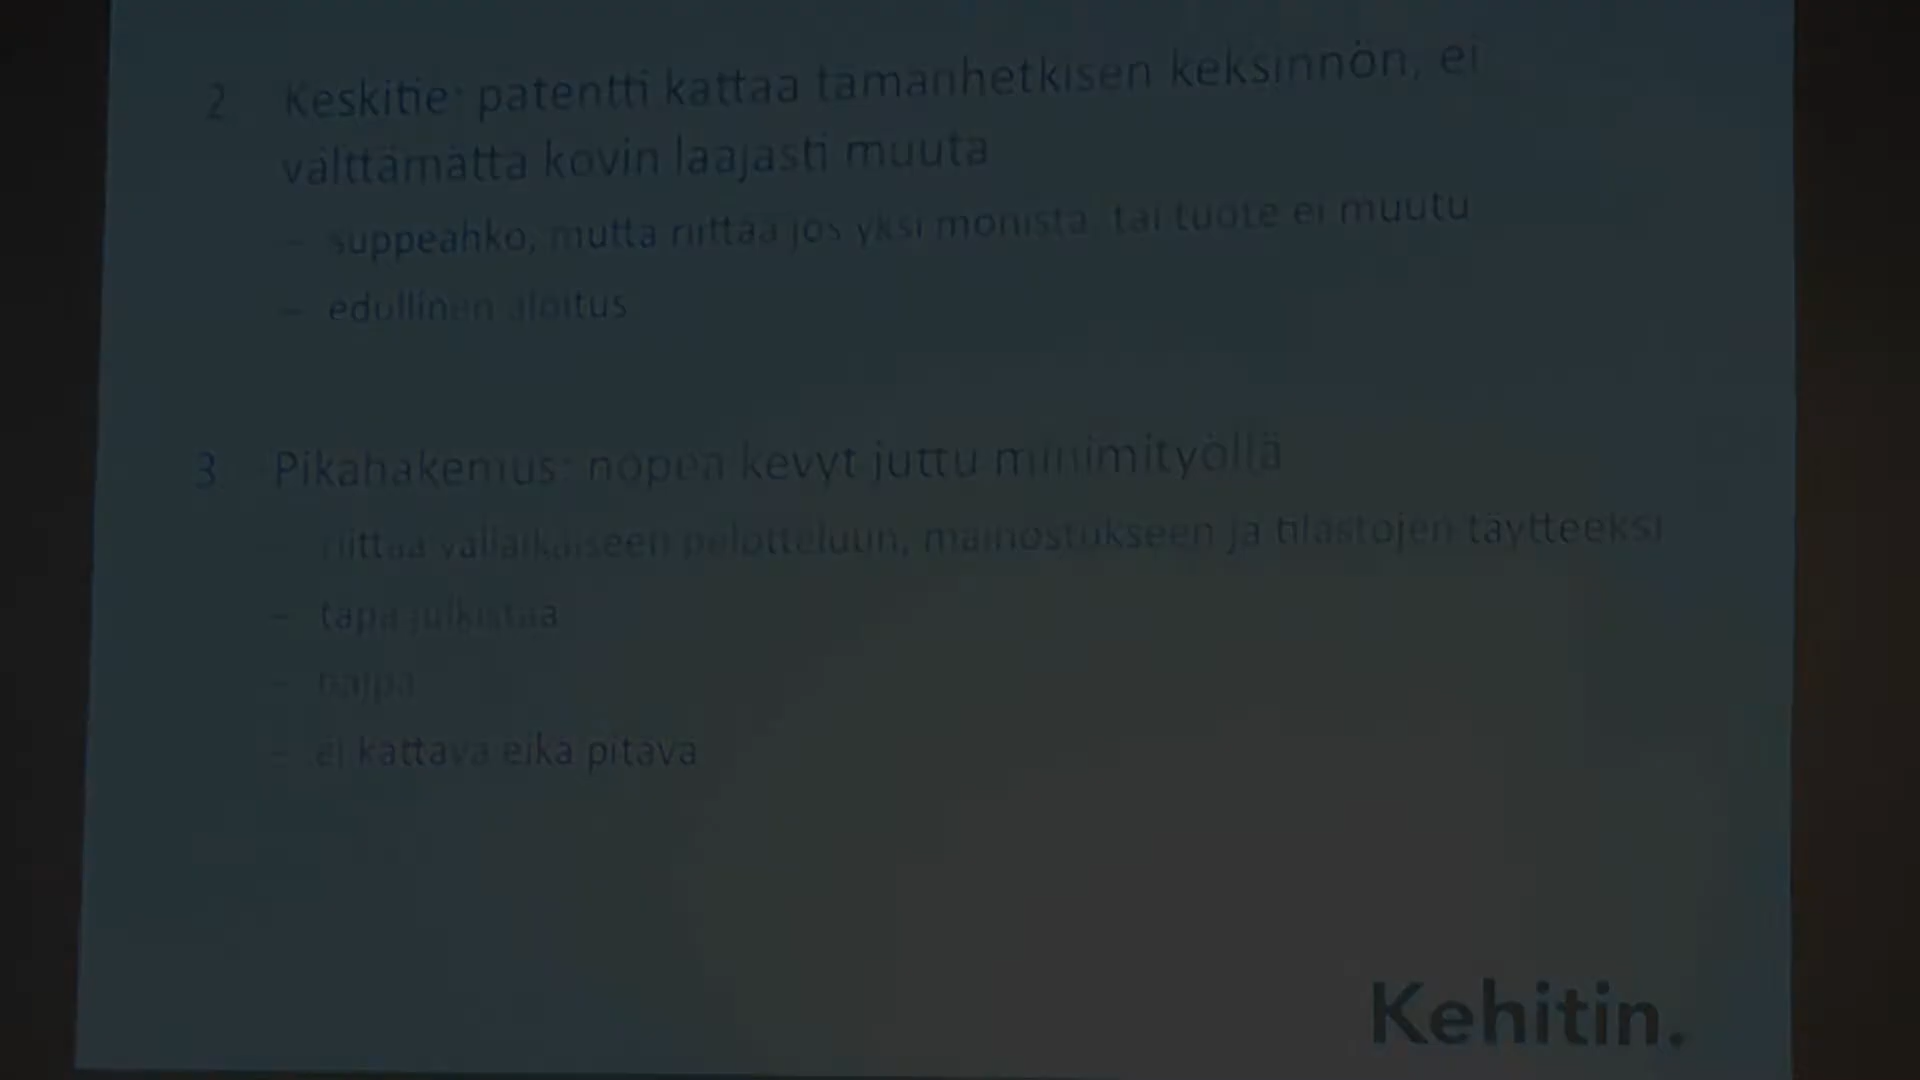 2. Keskitie: patentti kattaa tämänhetkisen keksinnön, ei
välttämättä kovin laajasti muuta
– suppeahko, mutta riittää jos yksi monista, tai tuote ei muutu
– edullinen aloitus
3. Pikahakemus: nopea kevyt juttu minimityöllä
– riittää väliaikaiseen pelotteluun, mainostukseen ja tilastojen täytteeksi
– tapa julkistaa
– halpa
– ei kattava eikä pitävä
Kehitin.